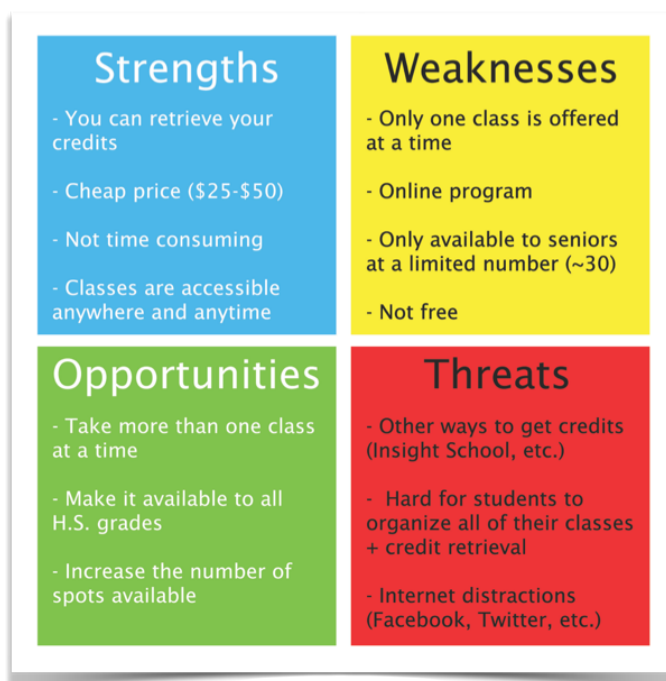 Strengths
- You can retrieve your
credits
- Cheap price ($25-$50)
- Not time consuming
- Classes are accessible
anywhere and anytime
Weaknesses
- Only one class is offered
at a time
- Online program
- Only available to seniors
at a limited number (~30)
- Not free
Opportunities
- Take more than one class
at a time
- Make it available to all
H.S. grades
- Increase the number of
spots available
Threats
- Other ways to get credits
(Insight School, etc.)
- Hard for students to
organize all of their classes
+ credit retrieval
- Internet distractions
(Facebook, Twitter, etc.)